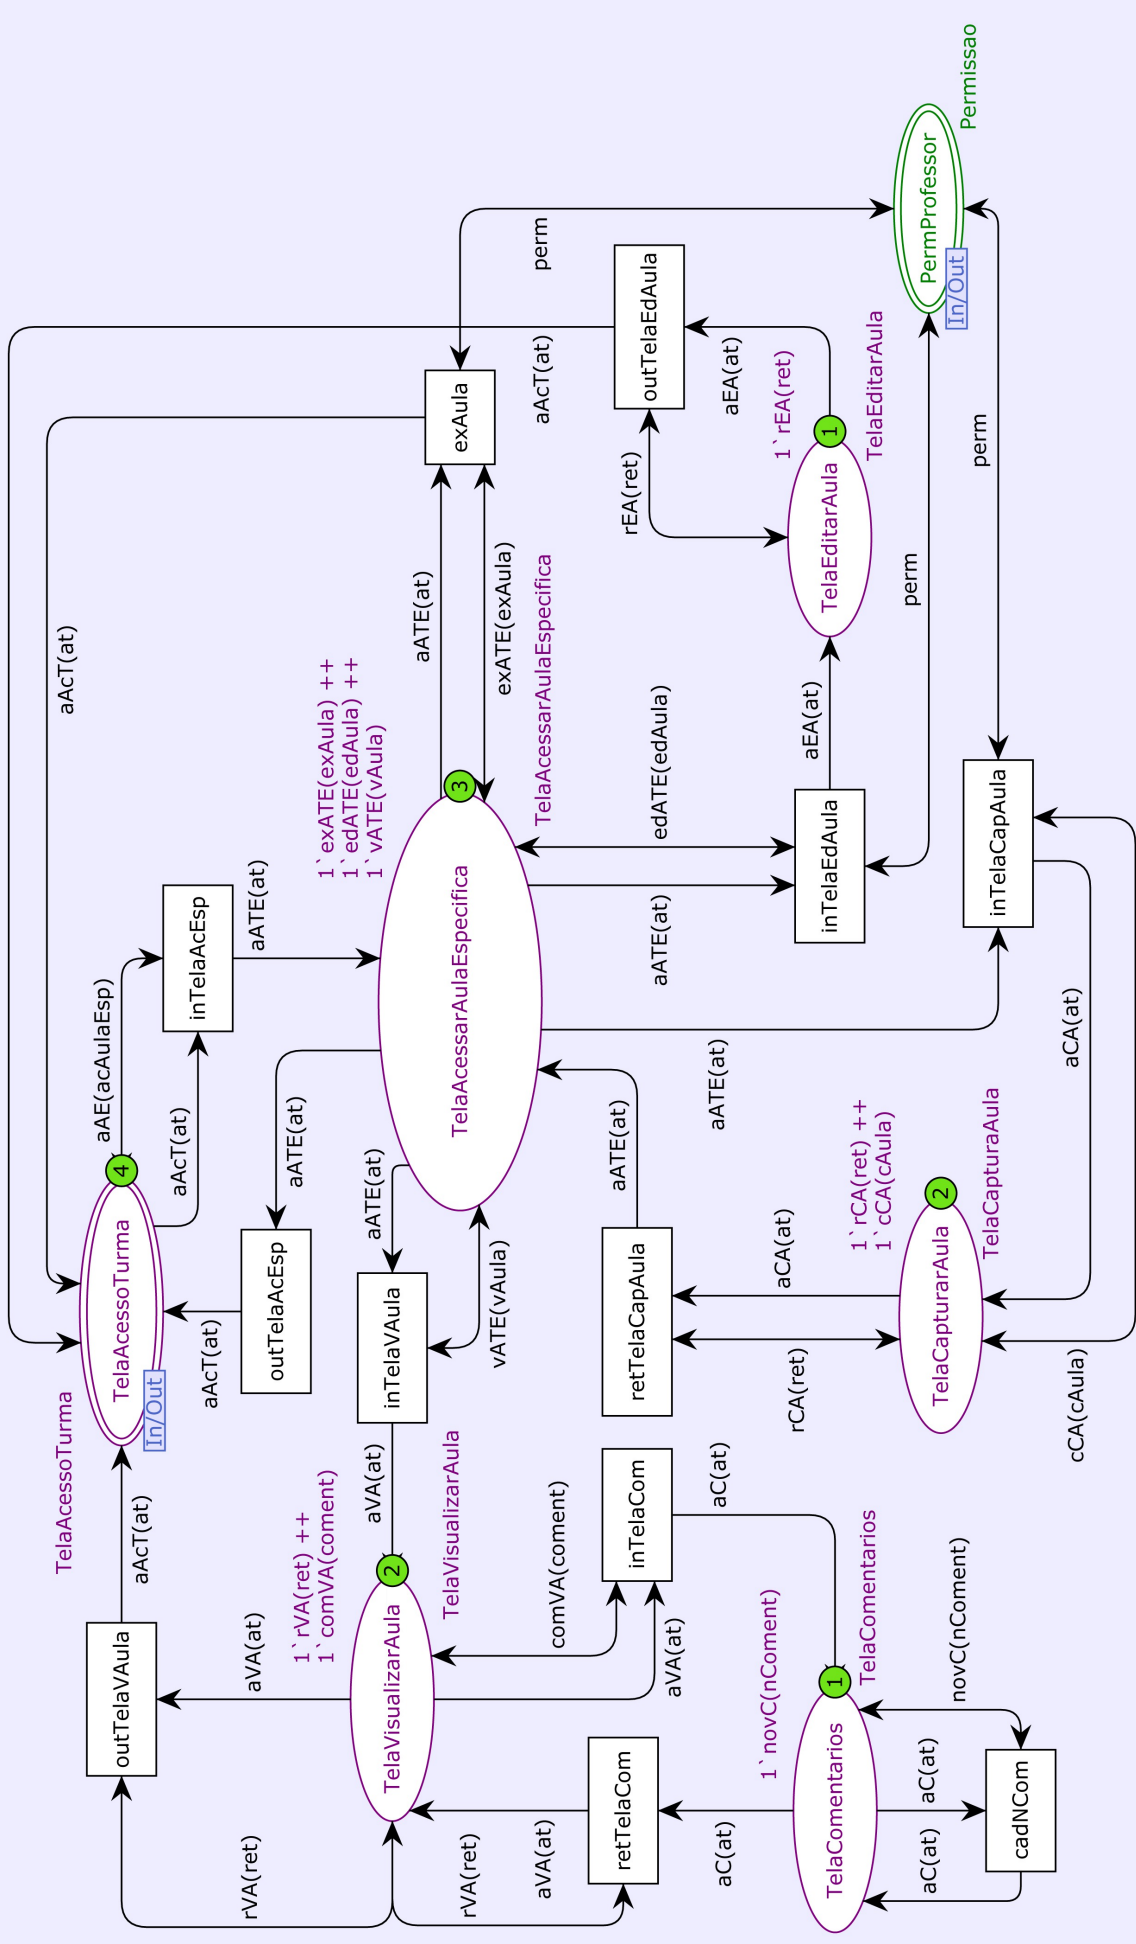 TelaAcessoTurma
aAcT(at)
outTelaVAula
aVA(at)
rVA(ret)
TelaAcessoTurma
In/Out
4
aAcT(at)
outTelaAcEsp
aATE(at)
aAcT(at)
aAE(acAulaEsp)
inTelaAcEsp
aATE(at)
aAcT(at)
aAcT(at)
1`rVA(ret) ++
1`comVA(coment)
TelaVisualizarAula
2
TelaVisualizarAula
aVA(at)
inTelaVAula
aATE(at)
vATE(vAula)
1`exATE(exAula) ++
1`edATE(edAula) ++
1`vATE(vAula)
TelaAcessarAulaEspecifica
3
TelaAcessarAulaEspecifica
aATE(at)
exATE(exAula)
exAula
perm
rVA(ret)
aVA(at)
retTelaCom
aC(at)
comVA(coment)
aVA(at)
inTelaCom
aC(at)
retTelaCapAula
aATE(at)
rCA(ret)
aCA(at)
aATE(at)
aATE(at)
edATE(edAula)
inTelaEdAula
aEA(at)
rEA(ret)
outTelaEdAula
aEA(at)
1`rEA(ret)
TelaEditarAula
1
TelaEditarAula
perm
1`novC(nComent)
TelaComentarios
1
TelaComentarios
aC(at)
aC(at)
cadNCom
novC(nComent)
1`rCA(ret) ++
1`cCA(cAula)
TelaCapturarAula
2
TelaCapturaAula
cCA(cAula)
aCA(at)
inTelaCapAula
perm
PermProfessor
In/Out
Permissao